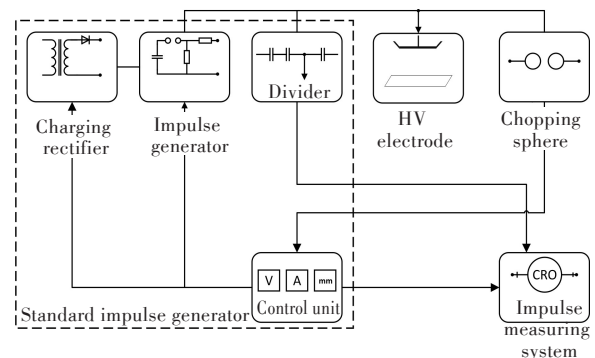 Charging
rectifier
Impulse
generator
Divider
HV
electrode
Chopping
sphere
V A mm
Control unit
Standard impulse generator
CRO
Impulse
measuring
system